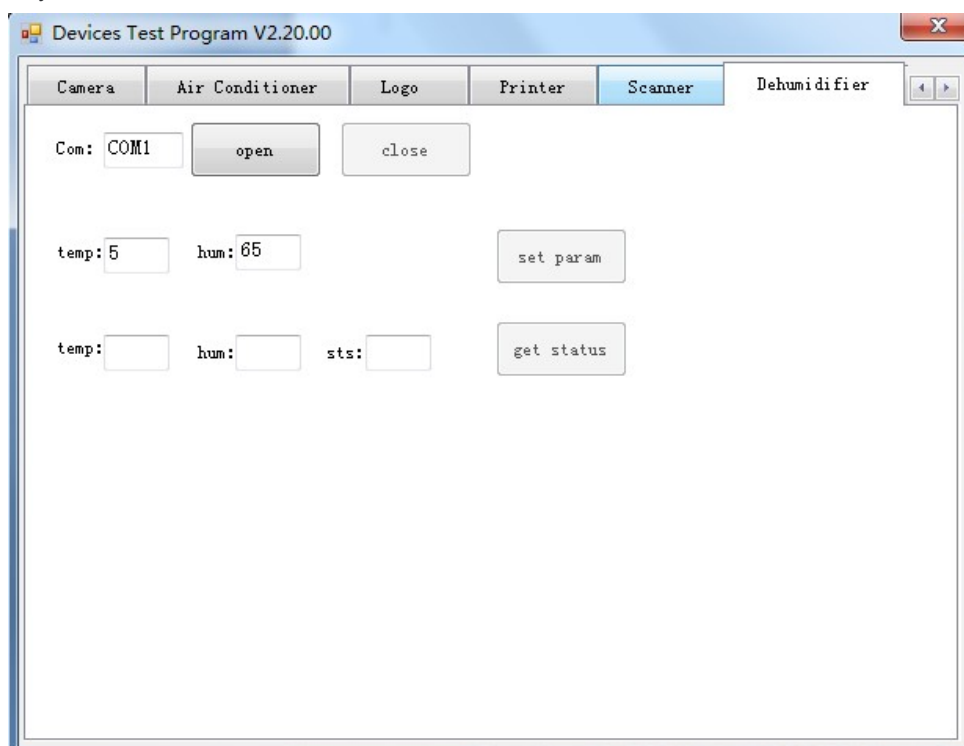 Devices Test Program V2.20.00
Camera Air Conditioner Logo Printer Scanner Dehumidifier
Com: COM1 open close
temp: 5 hum: 65 set param
temp: hum: sts: get status